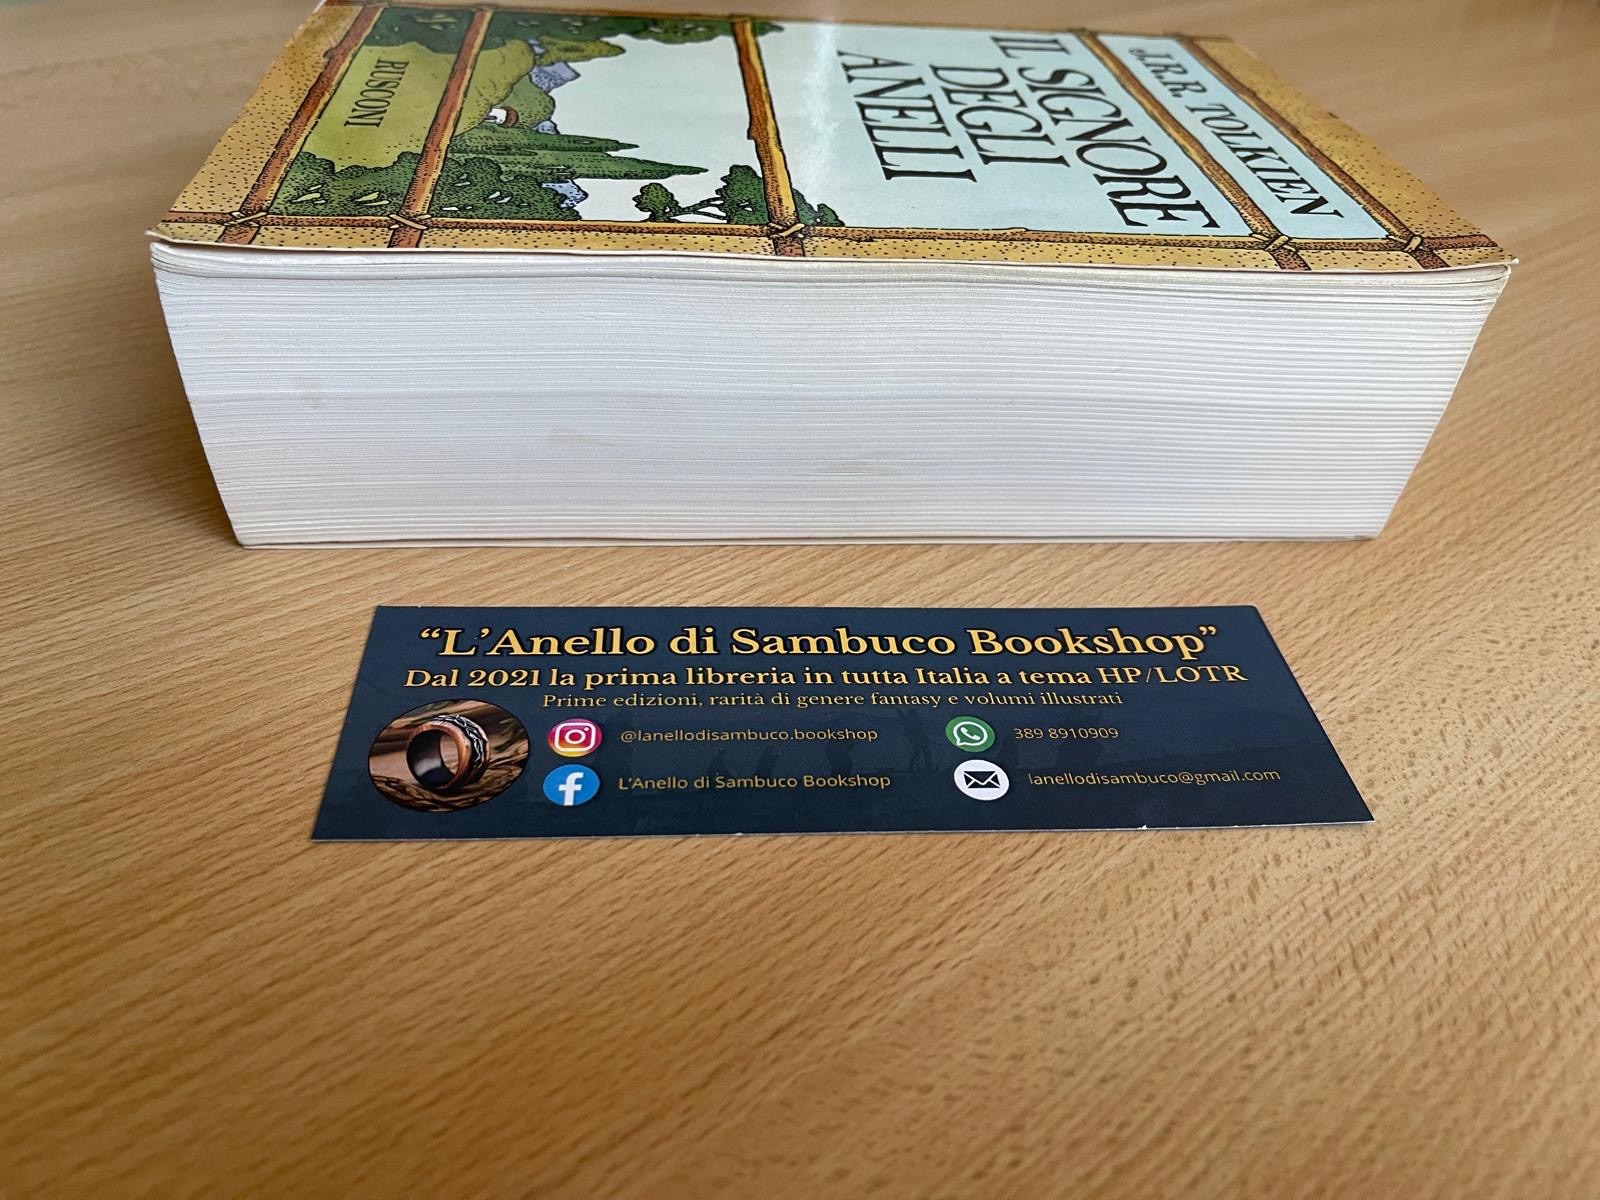 J.R.R. TOLKIEN
IL SIGNORE
DEGLI
ANELLI
RUSCONI
“L’Anello di Sambuco Bookshop”
Dal 2021 la prima libreria in tutta Italia a tema HP/LOTR
Prime edizioni, rarità di genere fantasy e volumi illustrati
@lanellodisambuco.bookshop
389 8910909
L’Anello di Sambuco Bookshop
lanellodisambuco@gmail.com